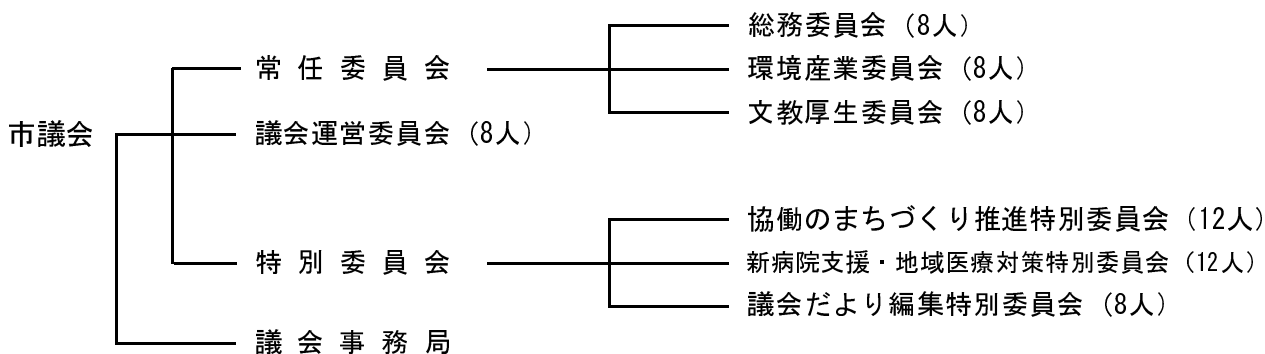 市議会
常任委員会
総務委員会（8人）
環境産業委員会（8人）
文教厚生委員会（8人）
議会運営委員会（8人）
特別委員会
協働のまちづくり推進特別委員会（12人）
新病院支援・地域医療対策特別委員会（12人）
議会だより編集特別委員会（8人）
議会事務局